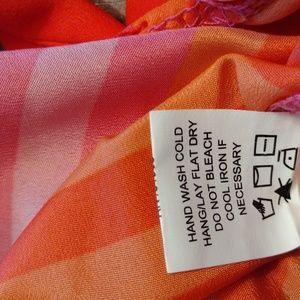 HAND WASH COLD
HANG/LAY FLAT DRY
DO NOT BLEACH
COOL IRON IF
NECESSARY